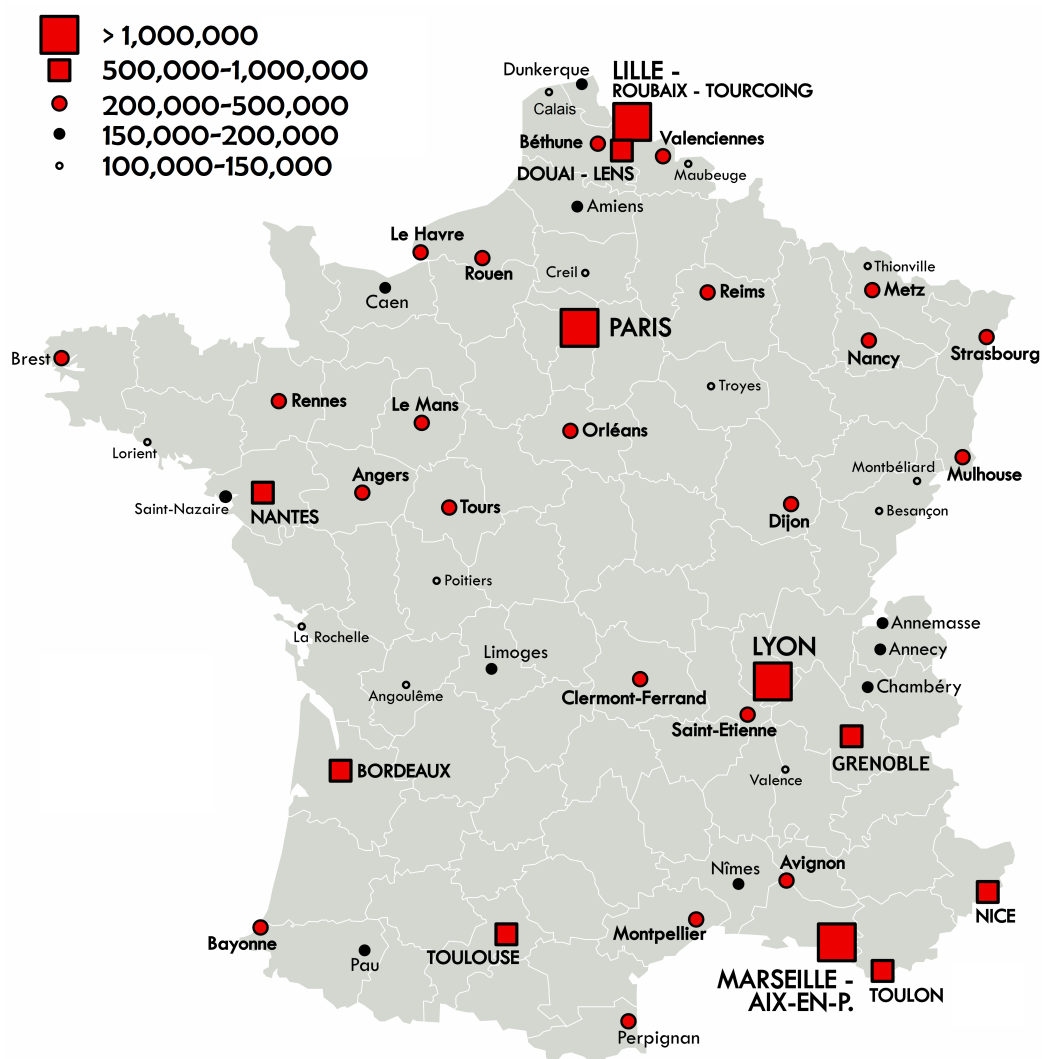 > 1,000,000
500,000-1,000,000
200,000-500,000
150,000-200,000
100,000-150,000
Dunkerque
LILLE -
ROUBAIX - TOURCOING
Calais
Béthune
Valenciennes
DOUAI - LENS
Maubeuge
Amiens
Le Havre
Rouen
Creil
Thionville
Metz
Reims
Caen
PARIS
Brest
Nancy
Strasbourg
Troyes
Rennes
Le Mans
Orléans
Lorient
Montbéliard
Mulhouse
Angers
Saint-Nazaire
NANTES
Tours
Dijon
Besançon
Poitiers
La Rochelle
Annemasse
LYON
Annecy
Limoges
Chambéry
Angoulême
Clermont-Ferrand
Saint-Etienne
GRENOBLE
BORDEAUX
Valence
Nîmes
Avignon
NICE
Bayonne
Montpellier
TOULOUSE
Pau
MARSEILLE -
AIX-EN-P.
TOULON
Perpignan